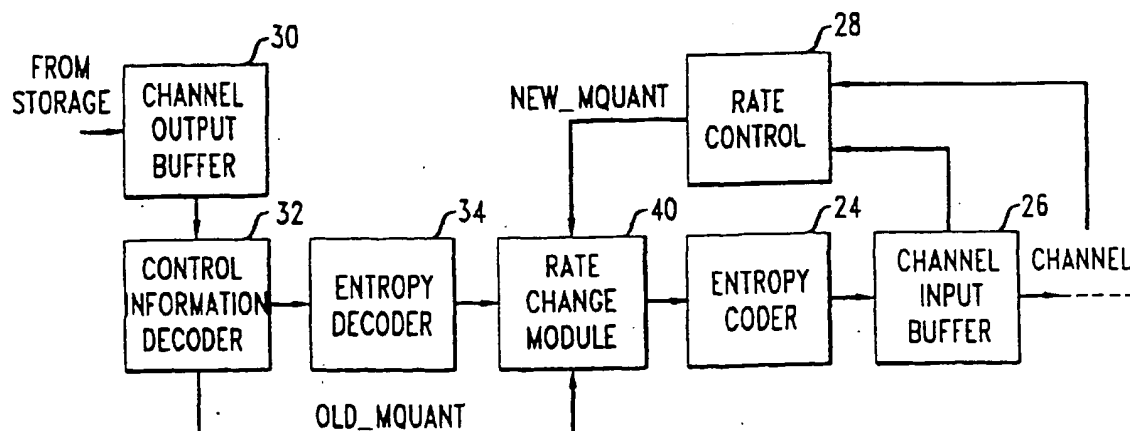 30
28
FROM
STORAGE
CHANNEL
OUTPUT
BUFFER
NEW_MQUANT
RATE
CONTROL
32
34
40
24
26
CONTROL
INFORMATION
DECODER
ENTROPY
DECODER
RATE
CHANGE
MODULE
ENTROPY
CODER
CHANNEL
INPUT
BUFFER
CHANNEL
OLD_MQUANT